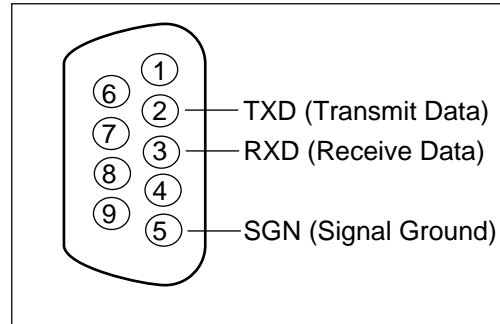 1
6
2 TXD (Transmit Data)
7
3 RXD (Receive Data)
8
4
9
5 SGN (Signal Ground)